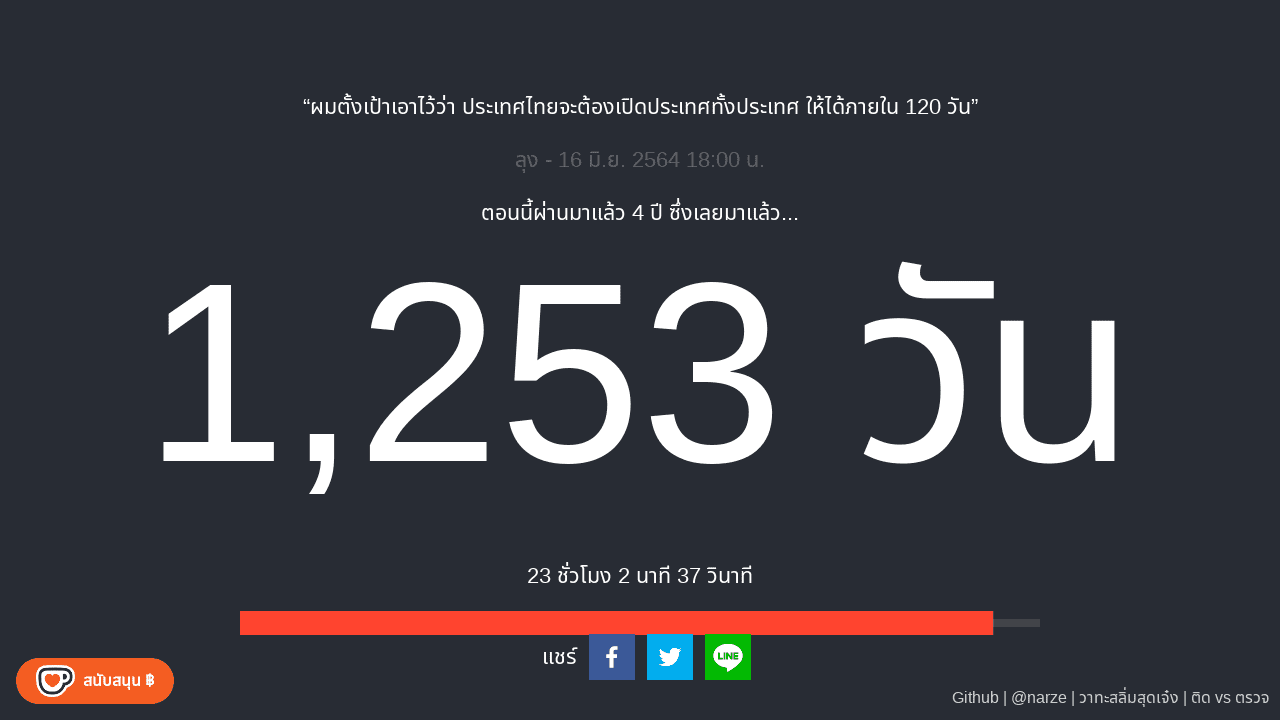 “ผมตั้งเป้าเอาไว้ว่า ประเทศไทยจะต้องเปิดประเทศทั้งประเทศ ให้ได้ภายใน 120 วัน”
ลุง - 16 มิ.ย. 2564 18:00 น.
ตอนนี้ผ่านมาแล้ว 4 ปี ซึ่งเลยมาแล้ว...
1,253 วัน
23 ชั่วโมง 2 นาที 37 วินาที
แชร์
LINE
สนับสนุน ฿
Github | @narze | วาทะสลิ่มสุดเจ๋ง | ติด vs ตรวจ